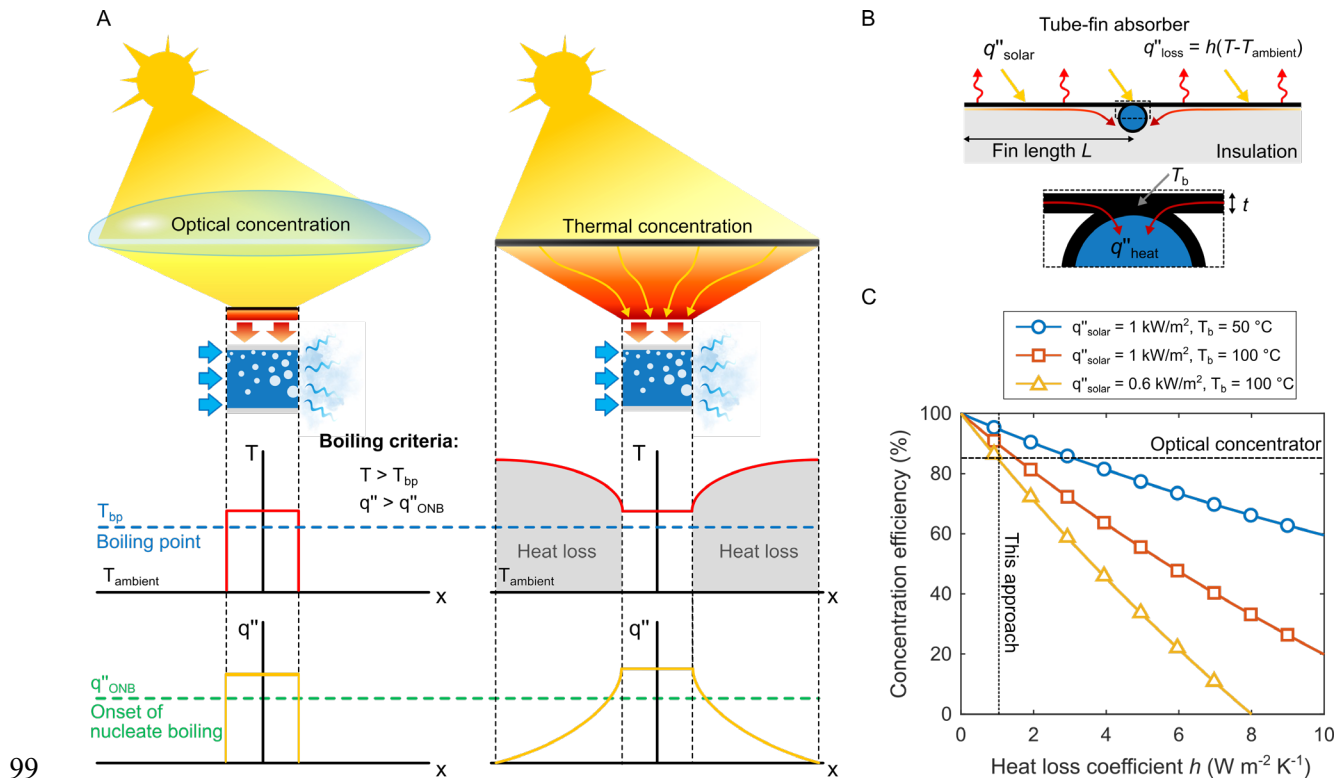 A
Optical concentration
Thermal concentration
Boiling criteria:
T > Tbp
q" > q"ONB
T
T
Tbp
Boiling point
Heat loss
Heat loss
Tambient
Tambient
x
x
q"
q"
q"ONB
Onset of
nucleate boiling
x
x
B
Tube-fin absorber
q"solar
q"loss = h(T-Tambient)
Fin length L
Insulation
Tb
t
q"heat
C
q"solar = 1 kW/m², Tb = 50 °C
q"solar = 1 kW/m², Tb = 100 °C
q"solar = 0.6 kW/m², Tb = 100 °C
Concentration efficiency (%)
100
80
60
40
20
0
Optical concentrator
This approach
0 2 4 6 8 10
Heat loss coefficient h (W m⁻² K⁻¹)
99